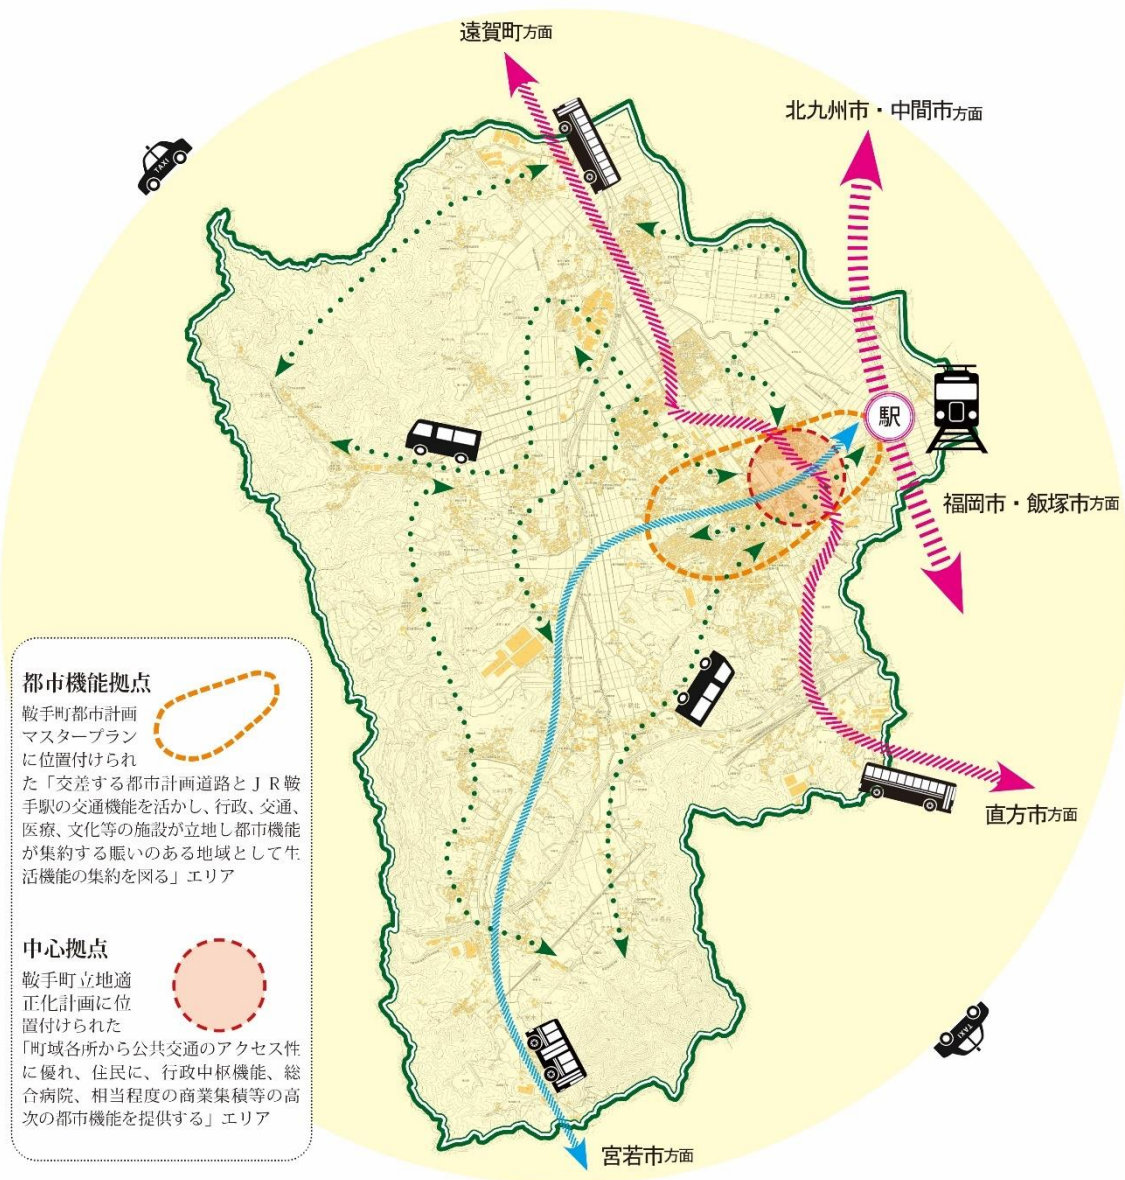 遠賀町方面
北九州市・中間市方面
TAXI
駅
福岡市・飯塚市方面
都市機能拠点
鞍手町都市計画
マスタープラン
に位置付けられ
た「交差する都市計画道路とＪＲ鞍
手駅の交通機能を活かし、行政、交通、
医療、文化等の施設が立地し都市機能
が集約する賑いのある地域として生
活機能の集約を図る」エリア
直方市方面
中心拠点
鞍手町立地適
正化計画に位
置付けられた
「町域各所から公共交通のアクセス性
に優れ、住民に、行政中枢機能、総
合病院、相当程度の商業集積等の高
次の都市機能を提供する」エリア
TAXI
宮若市方面